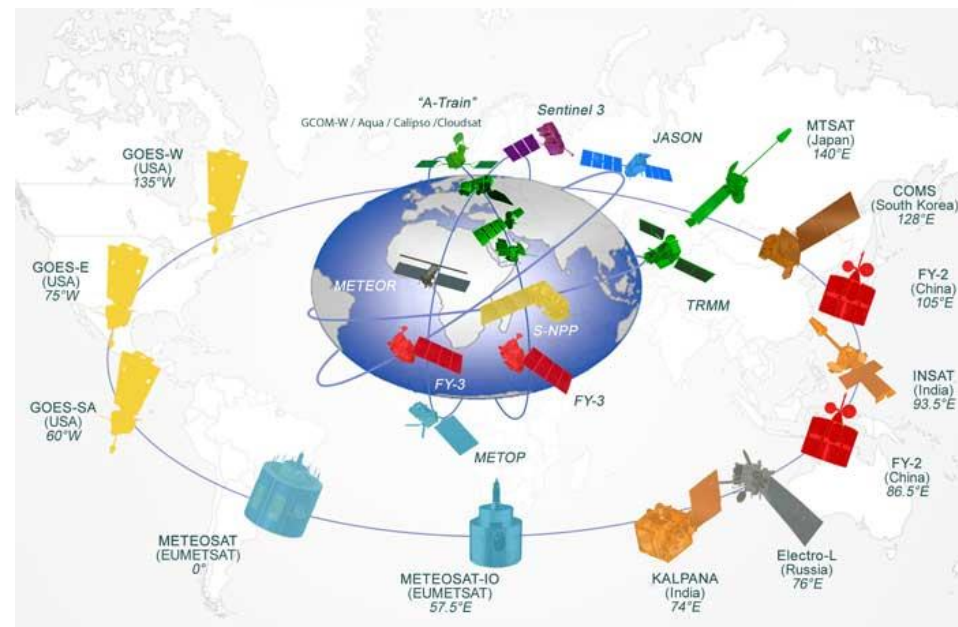 "A-Train"
GCOM-W / Aqua / Calipso /Cloudsat
Sentinel 3
JASON
MTSAT
(Japan)
140°E
GOES-W
(USA)
135°W
COMS
(South Korea)
128°E
GOES-E
(USA)
75°W
METEOR
TRMM
FY-2
(China)
105°E
S-NPP
FY-3
FY-3
INSAT
(India)
93.5°E
GOES-SA
(USA)
60°W
METOP
FY-2
(China)
86.5°E
METEOSAT
(EUMETSAT)
0°
METEOSAT-IO
(EUMETSAT)
57.5°E
KALPANA
(India)
74°E
Electro-L
(Russia)
76°E